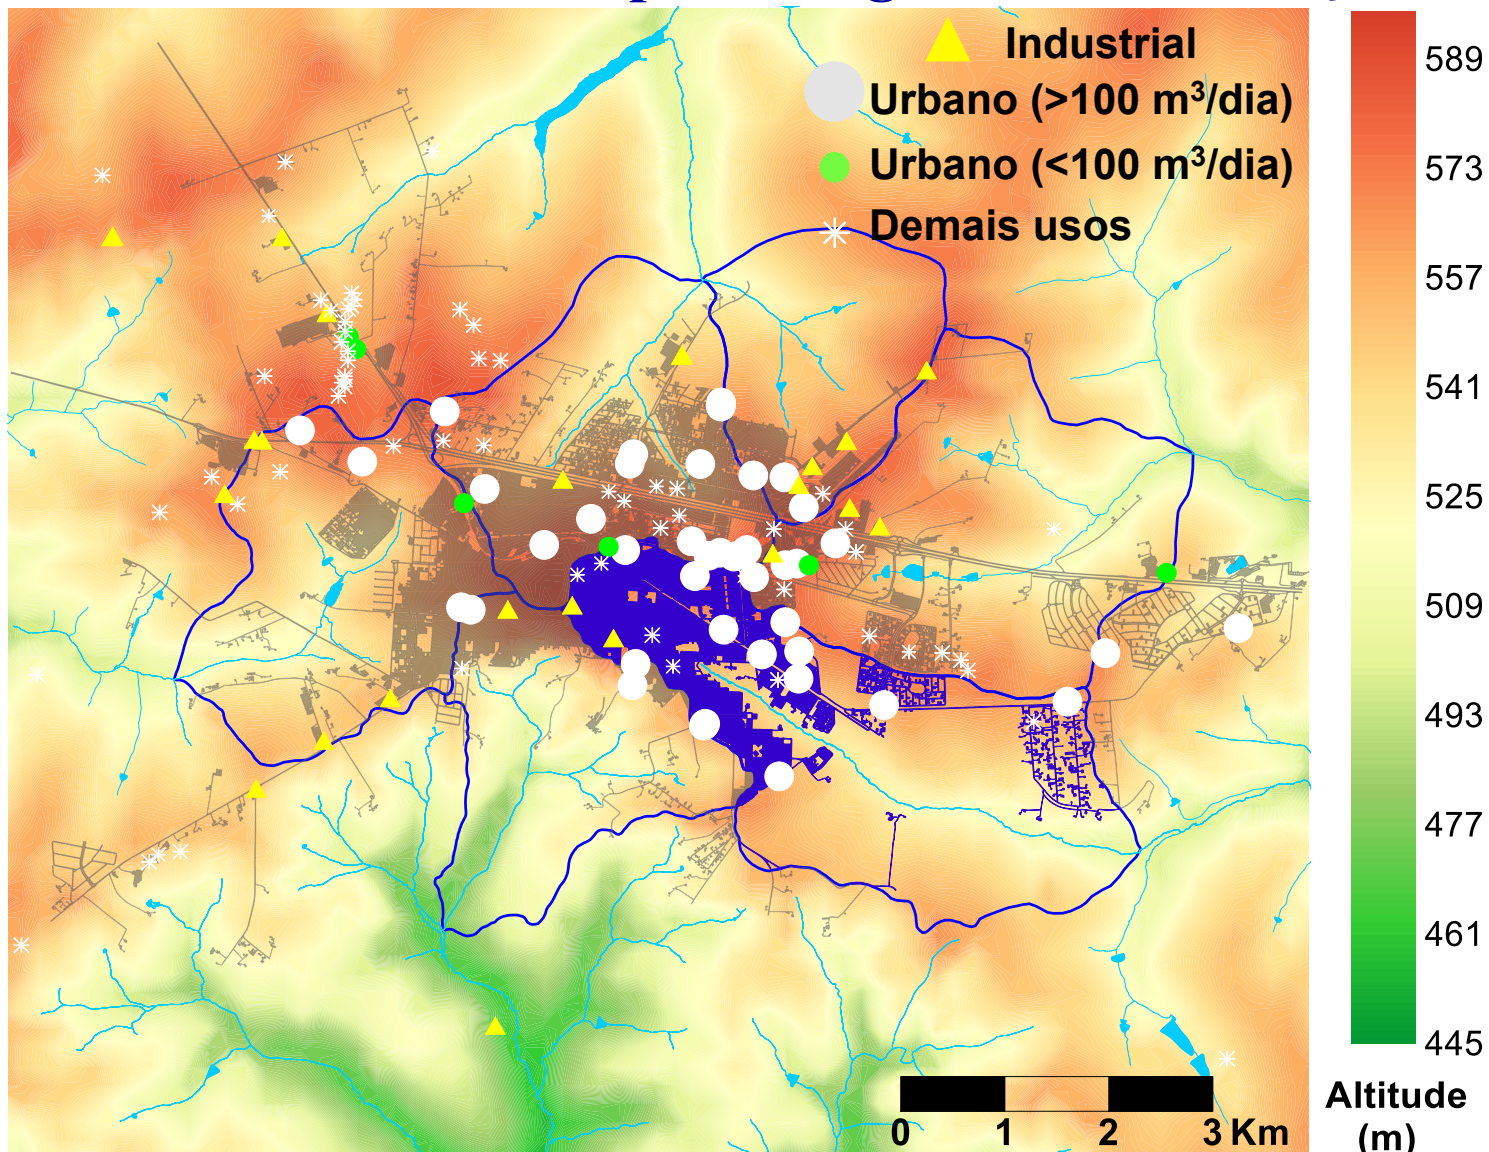 Industrial
Urbano (>100 m³/dia)
Urbano (<100 m³/dia)
Demais usos
589
573
557
541
525
509
493
477
461
445
Altitude
(m)
0 1 2 3 Km